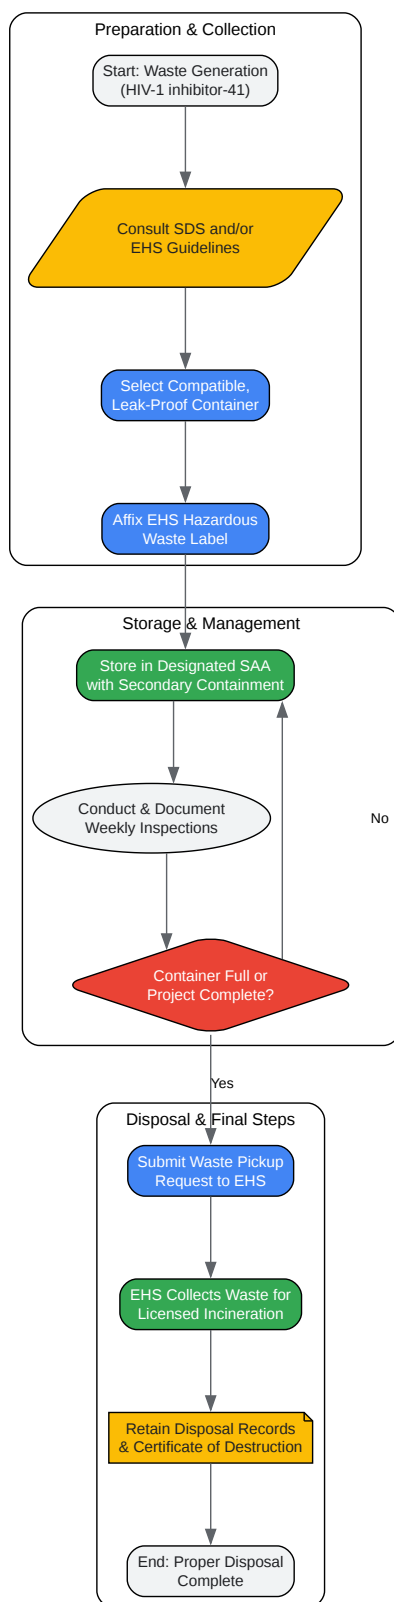 Preparation & Collection
Start: Waste Generation
(HIV-1 inhibitor-41)
Consult SDS and/or
EHS Guidelines
Select Compatible,
Leak-Proof Container
Affix EHS Hazardous
Waste Label
Storage & Management
Store in Designated SAA
with Secondary Containment
Conduct & Document
Weekly Inspections
No
Container Full or
Project Complete?
Yes
Disposal & Final Steps
Submit Waste Pickup
Request to EHS
EHS Collects Waste for
Licensed Incineration
Retain Disposal Records
& Certificate of Destruction
End: Proper Disposal
Complete